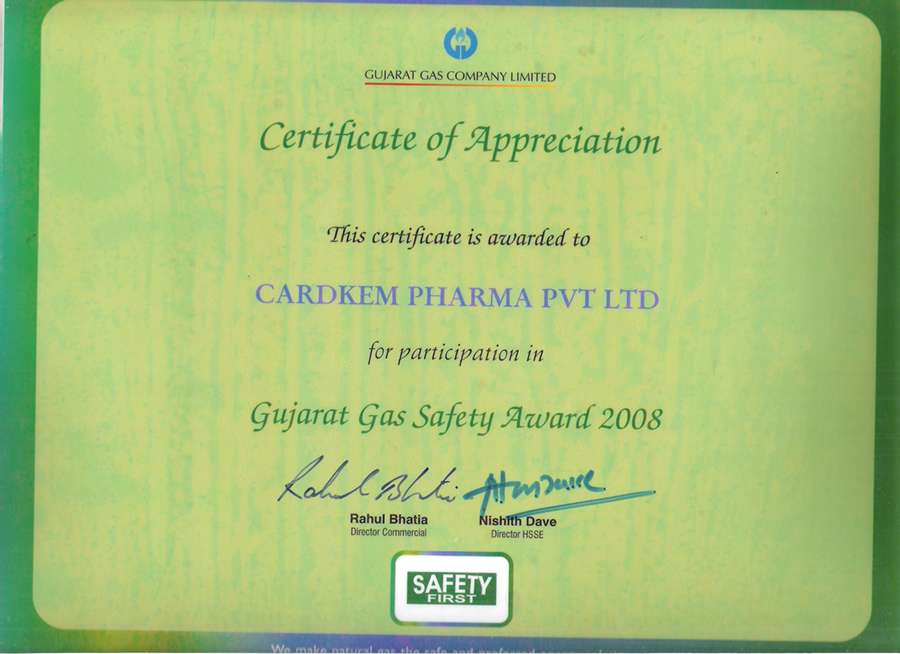 GUJARAT GAS COMPANY LIMITED
Certificate of Appreciation
This certificate is awarded to
CARDKEM PHARMA PVT LTD
for participation in
Gujarat Gas Safety Award 2008
Rahul Bhatia
Nishith Dave
Director Commercial
Director HSSE
SAFETY
FIRST
We make natural gas the safe and preferred